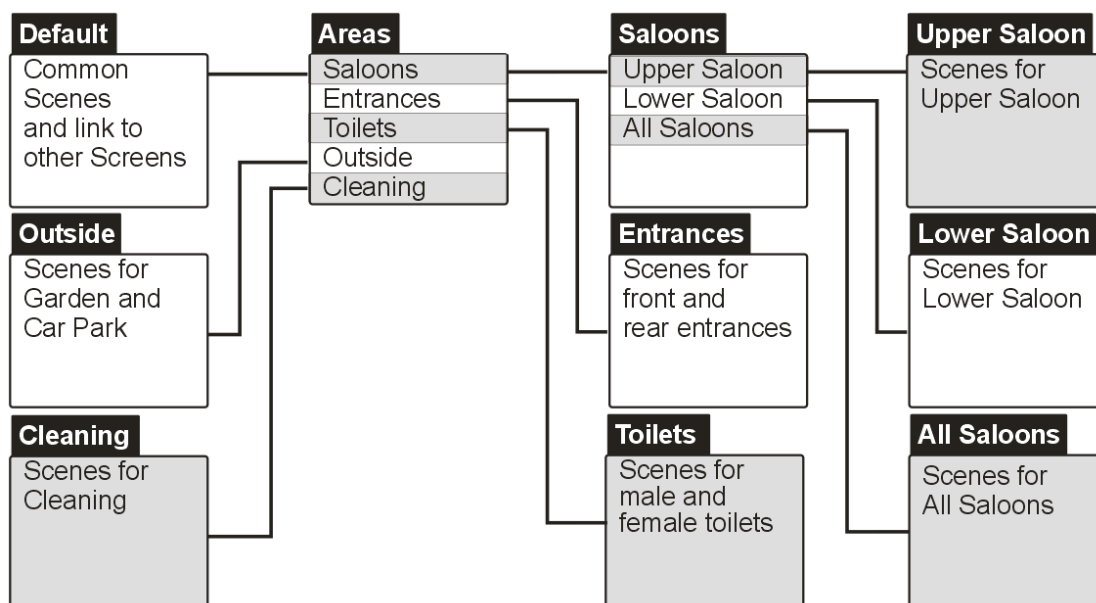 Default
Common
Scenes
and link to
other Screens
Outside
Scenes for
Garden and
Car Park
Cleaning
Scenes for
Cleaning
Areas
Saloons
Entrances
Toilets
Outside
Cleaning
Saloons
Upper Saloon
Lower Saloon
All Saloons
Entrances
Scenes for
front and
rear entrances
Toilets
Scenes for
male and
female toilets
Upper Saloon
Scenes for
Upper Saloon
Lower Saloon
Scenes for
Lower Saloon
All Saloons
Scenes for
All Saloons